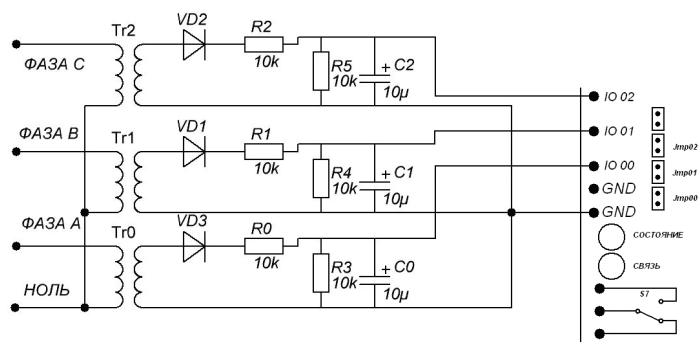 Tr2
VD2
R2
10k
ФАЗА C
R5
10k
C2
10μ
IO 02
ФАЗА B
Tr1
VD1
R1
10k
IO 01
Jmp02
R4
10k
C1
10μ
IO 00
Jmp01
GND
Jmp00
GND
ФАЗА A
Tr0
VD3
R0
10k
СОСТОЯНИЕ
R3
10k
C0
10μ
СВЯЗЬ
НОЛЬ
S7